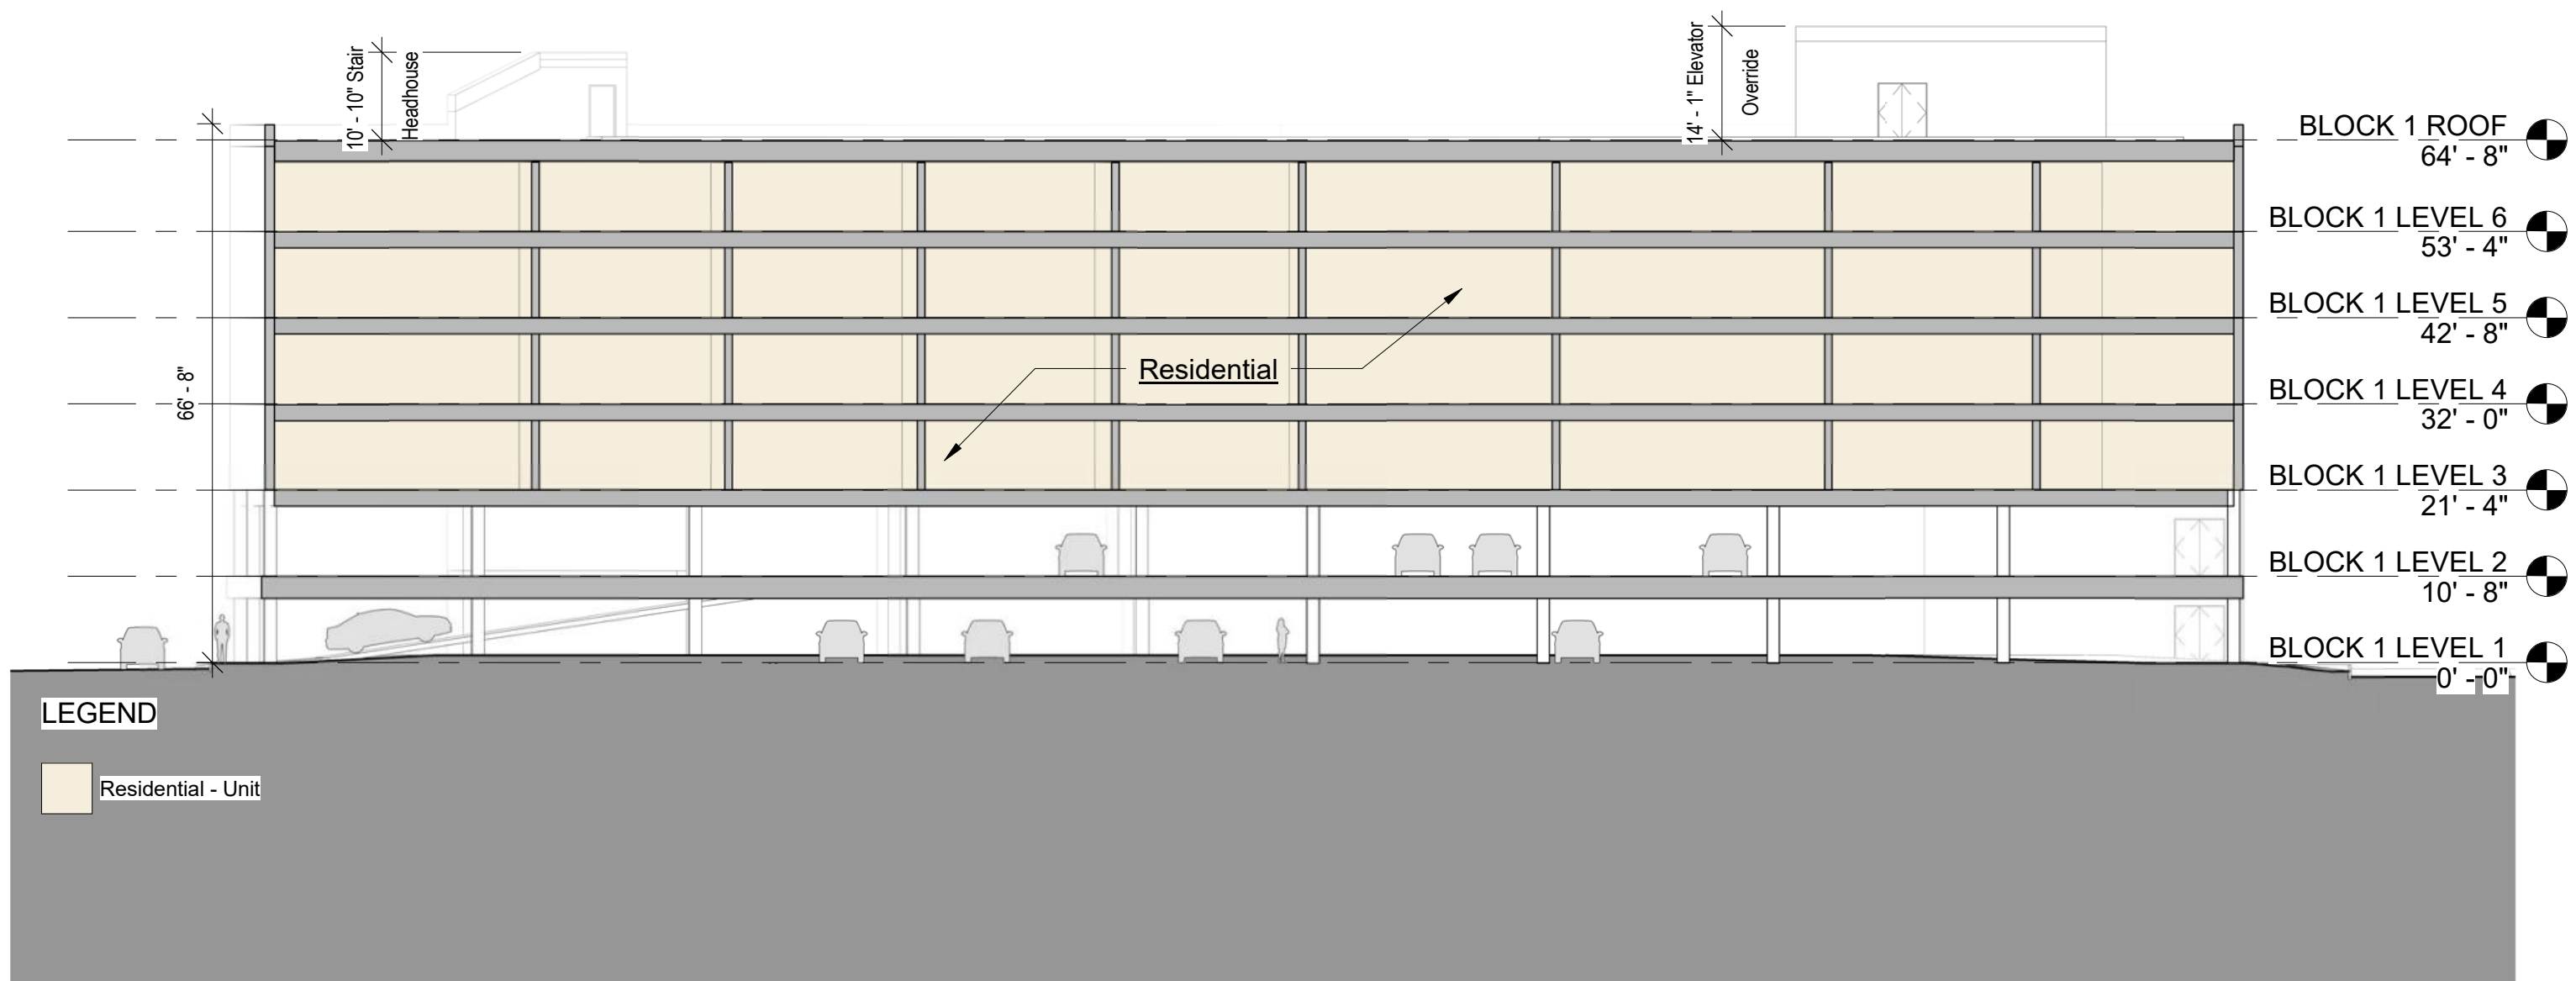 10' - 10" Stair
Headhouse
14' - 1" Elevator
Override
BLOCK 1 ROOF
64' - 8"
BLOCK 1 LEVEL 6
53' - 4"
BLOCK 1 LEVEL 5
42' - 8"
Residential
66' - 8"
BLOCK 1 LEVEL 4
32' - 0"
BLOCK 1 LEVEL 3
21' - 4"
BLOCK 1 LEVEL 2
10' - 8"
BLOCK 1 LEVEL 1
0' - 0"
LEGEND
Residential - Unit